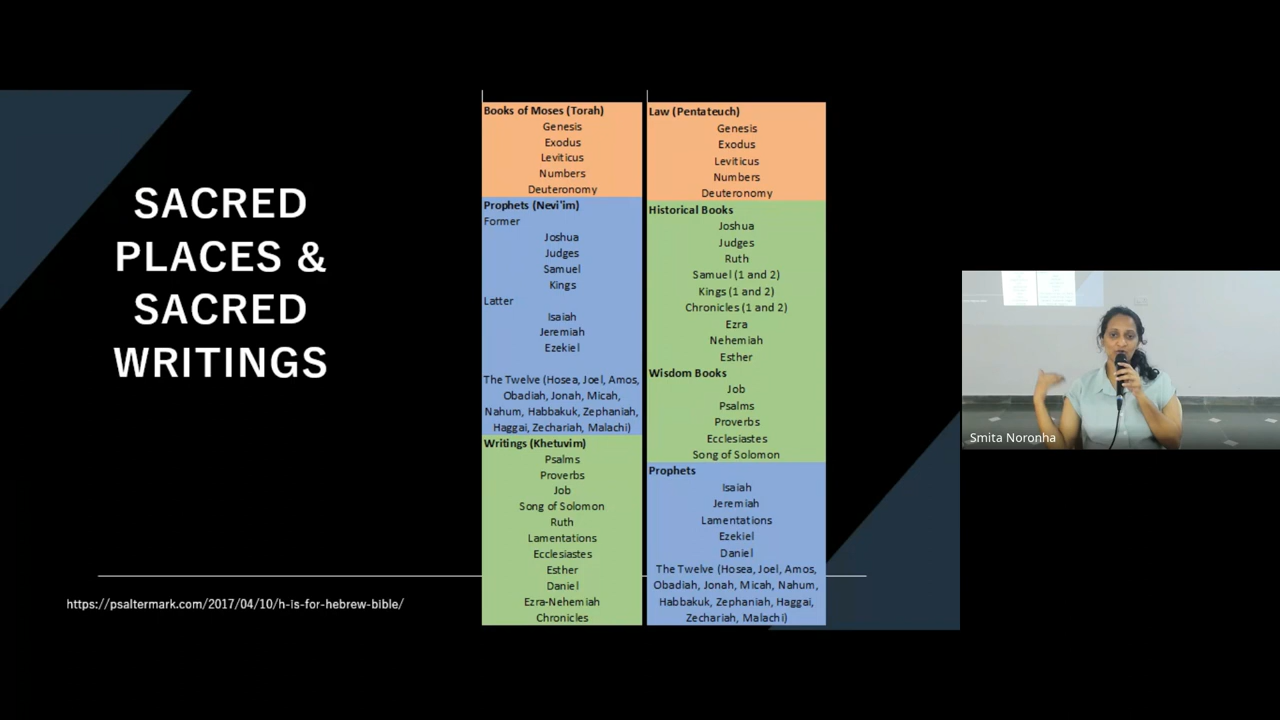 SACRED
PLACES &
SACRED
WRITINGS
https://psaltermark.com/2017/04/10/h-is-for-hebrew-bible/
Books of Moses (Torah)
Genesis
Exodus
Leviticus
Numbers
Deuteronomy
Prophets (Nevi'im)
Former
Joshua
Judges
Samuel
Kings
Latter
Isaiah
Jeremiah
Ezekiel
The Twelve (Hosea, Joel, Amos,
Obadiah, Jonah, Micah,
Nahum, Habbakuk, Zephaniah,
Haggai, Zechariah, Malachi)
Writings (Khetuvim)
Psalms
Proverbs
Job
Song of Solomon
Ruth
Lamentations
Ecclesiastes
Esther
Daniel
Ezra-Nehemiah
Chronicles
Law (Pentateuch)
Genesis
Exodus
Leviticus
Numbers
Deuteronomy
Historical Books
Joshua
Judges
Ruth
Samuel (1 and 2)
Kings (1 and 2)
Chronicles (1 and 2)
Ezra
Nehemiah
Esther
Wisdom Books
Job
Psalms
Proverbs
Ecclesiastes
Song of Solomon
Prophets
Isaiah
Jeremiah
Lamentations
Ezekiel
Daniel
The Twelve (Hosea, Joel, Amos,
Obadiah, Jonah, Micah, Nahum,
Habbakuk, Zephaniah, Haggai,
Zechariah, Malachi)
Smita Noronha